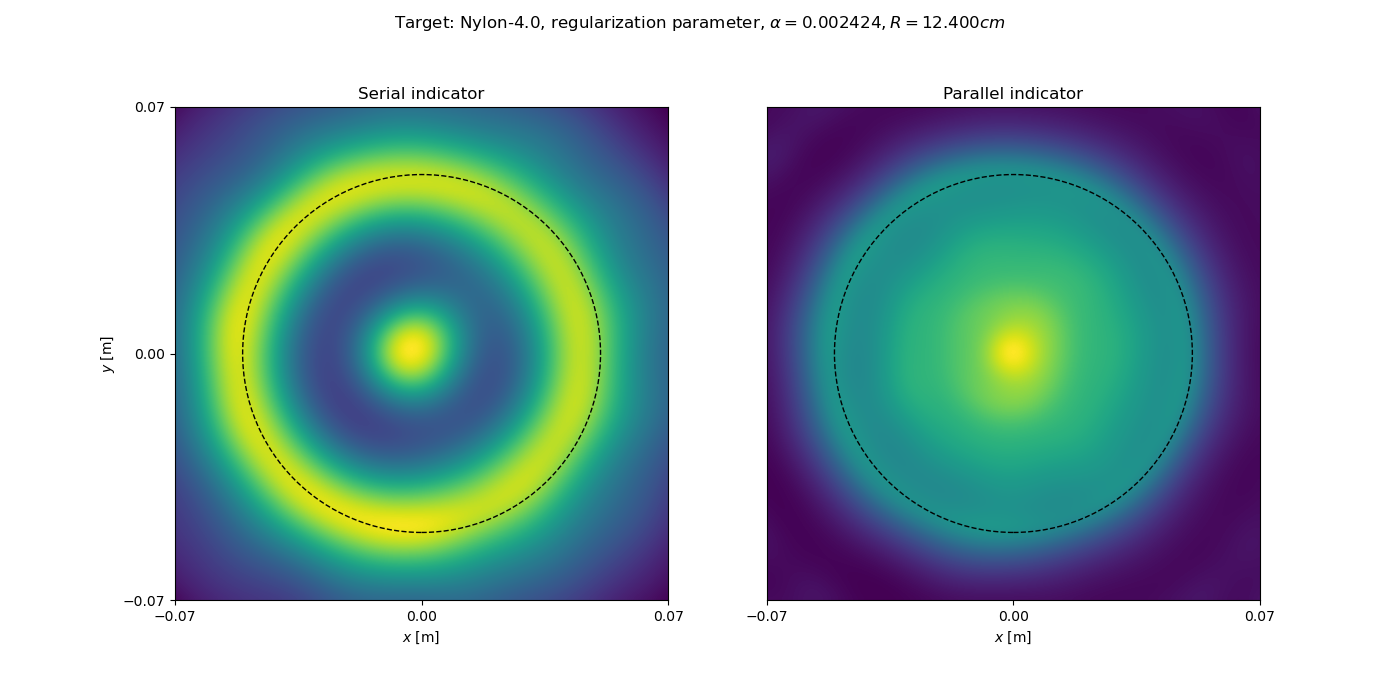 Target: Nylon-4.0, regularization parameter, α = 0.002424, R = 12.400cm
Serial indicator
Parallel indicator
0.07
0.00
−0.07
y [m]
−0.07
0.00
0.07
−0.07
0.00
0.07
x [m]
x [m]